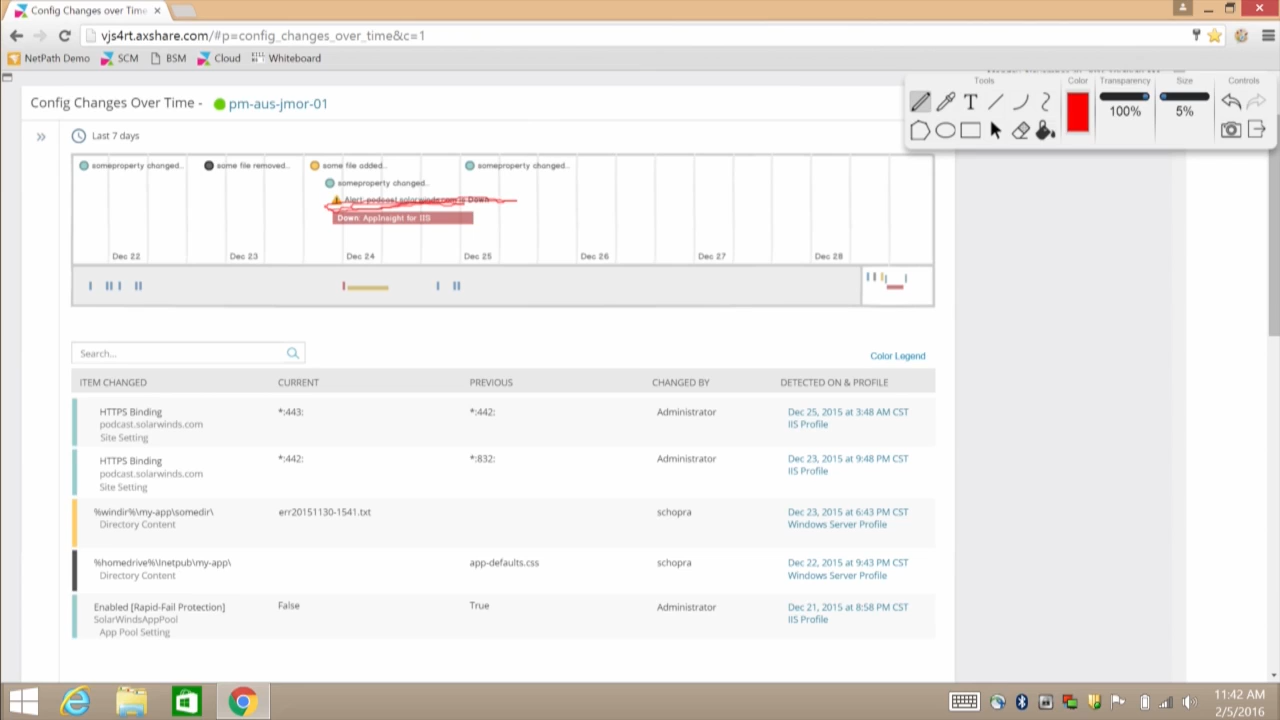 Config Changes over Time
vjs4rt.axshare.com/#p=config_changes_over_time&c=1
NetPath Demo SCM BSM Cloud Whiteboard
Tools Color Transparency Size Controls
100% 5%
Config Changes Over Time - pm-aus-jmor-01
Last 7 days
someproperty changed.. some file removed.. some file added.. someproperty changed..
someproperty changed..
Alert: podcast.solarwinds.com is Down
Down: AppInsight for IIS
Dec 22 Dec 23 Dec 24 Dec 25 Dec 26 Dec 27 Dec 28
Search...
Color Legend
ITEM CHANGED CURRENT PREVIOUS CHANGED BY DETECTED ON & PROFILE
HTTPS Binding *:443: *:442: Administrator Dec 25, 2015 at 3:48 AM CST
podcast.solarwinds.com IIS Profile
Site Setting
HTTPS Binding *:442: *:832: Administrator Dec 23, 2015 at 9:48 PM CST
podcast.solarwinds.com IIS Profile
Site Setting
%windir%\my-app\somedir\ err20151130-1541.txt schopra Dec 23, 2015 at 6:43 PM CST
Directory Content Windows Server Profile
%homedrive%\Inetpub\my-app\ app-defaults.css schopra Dec 22, 2015 at 9:43 PM CST
Directory Content Windows Server Profile
Enabled [Rapid-Fail Protection] False True Administrator Dec 21, 2015 at 8:58 PM CST
SolarWindsAppPool IIS Profile
App Pool Setting
11:42 AM
2/5/2016